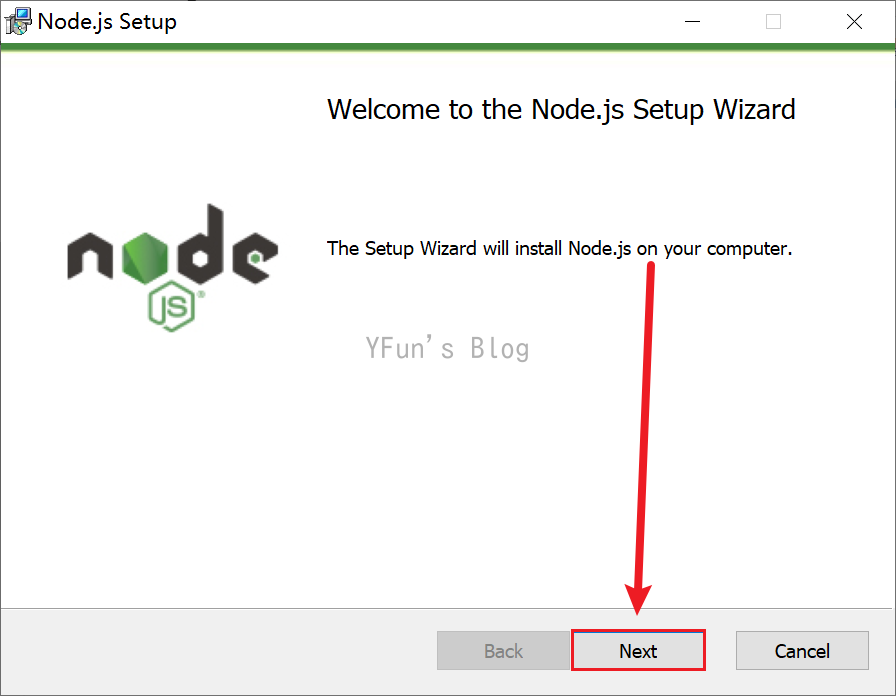 Node.js Setup
Welcome to the Node.js Setup Wizard
node
JS®
The Setup Wizard will install Node.js on your computer.
YFun's Blog
Back
Next
Cancel